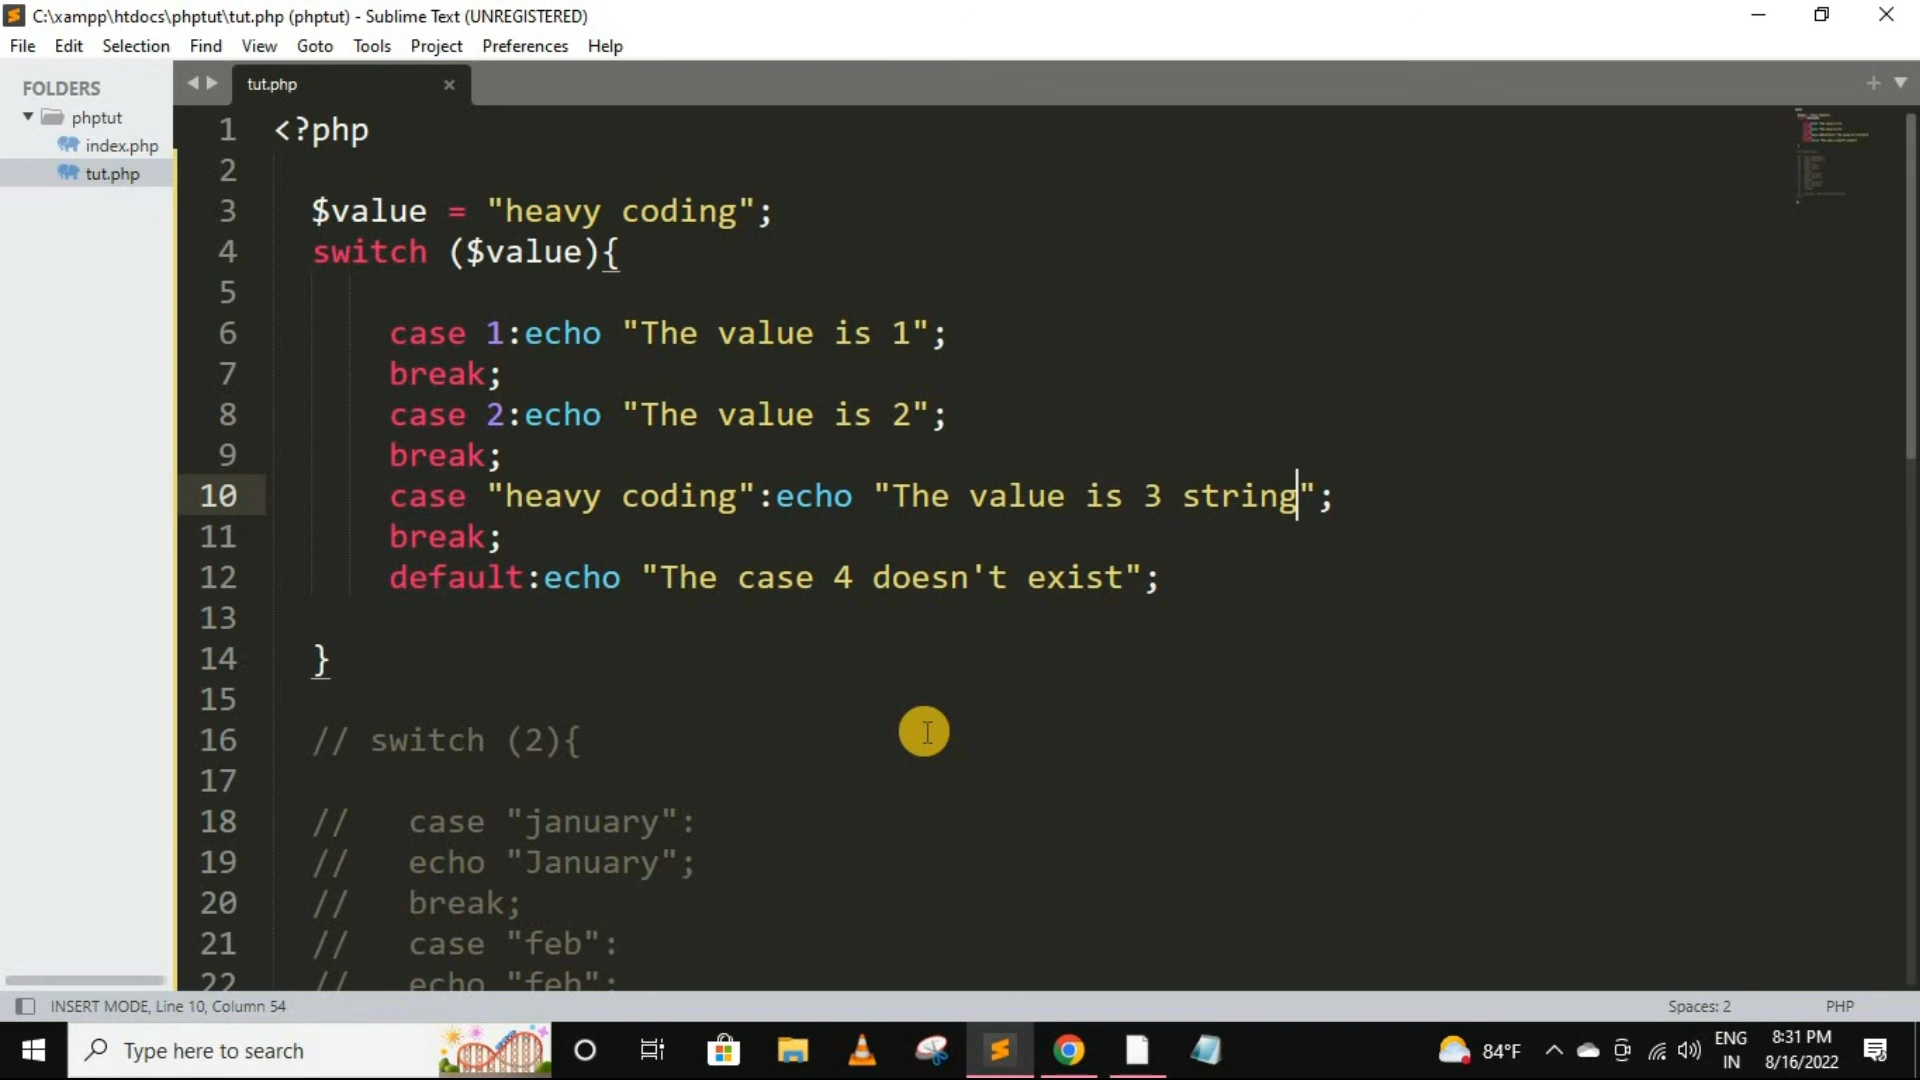 C:\xampp\htdocs\phptut\tut.php (phptut) - Sublime Text (UNREGISTERED)
File Edit Selection Find View Goto Tools Project Preferences Help
FOLDERS
phptut
index.php
tut.php
tut.php
1 <?php
2
3 $value = "heavy coding";
4 switch ($value){
5
6 case 1:echo "The value is 1";
7 break;
8 case 2:echo "The value is 2";
9 break;
10 case "heavy coding":echo "The value is 3 string";
11 break;
12 default:echo "The case 4 doesn't exist";
13
14 }
15
16 // switch (2){
17
18 // case "january":
19 // echo "January";
20 // break;
21 // case "feb":
22 // echo "feb";
INSERT MODE, Line 10, Column 54
Spaces: 2 PHP
Type here to search
84°F
ENG
IN
8:31 PM
8/16/2022